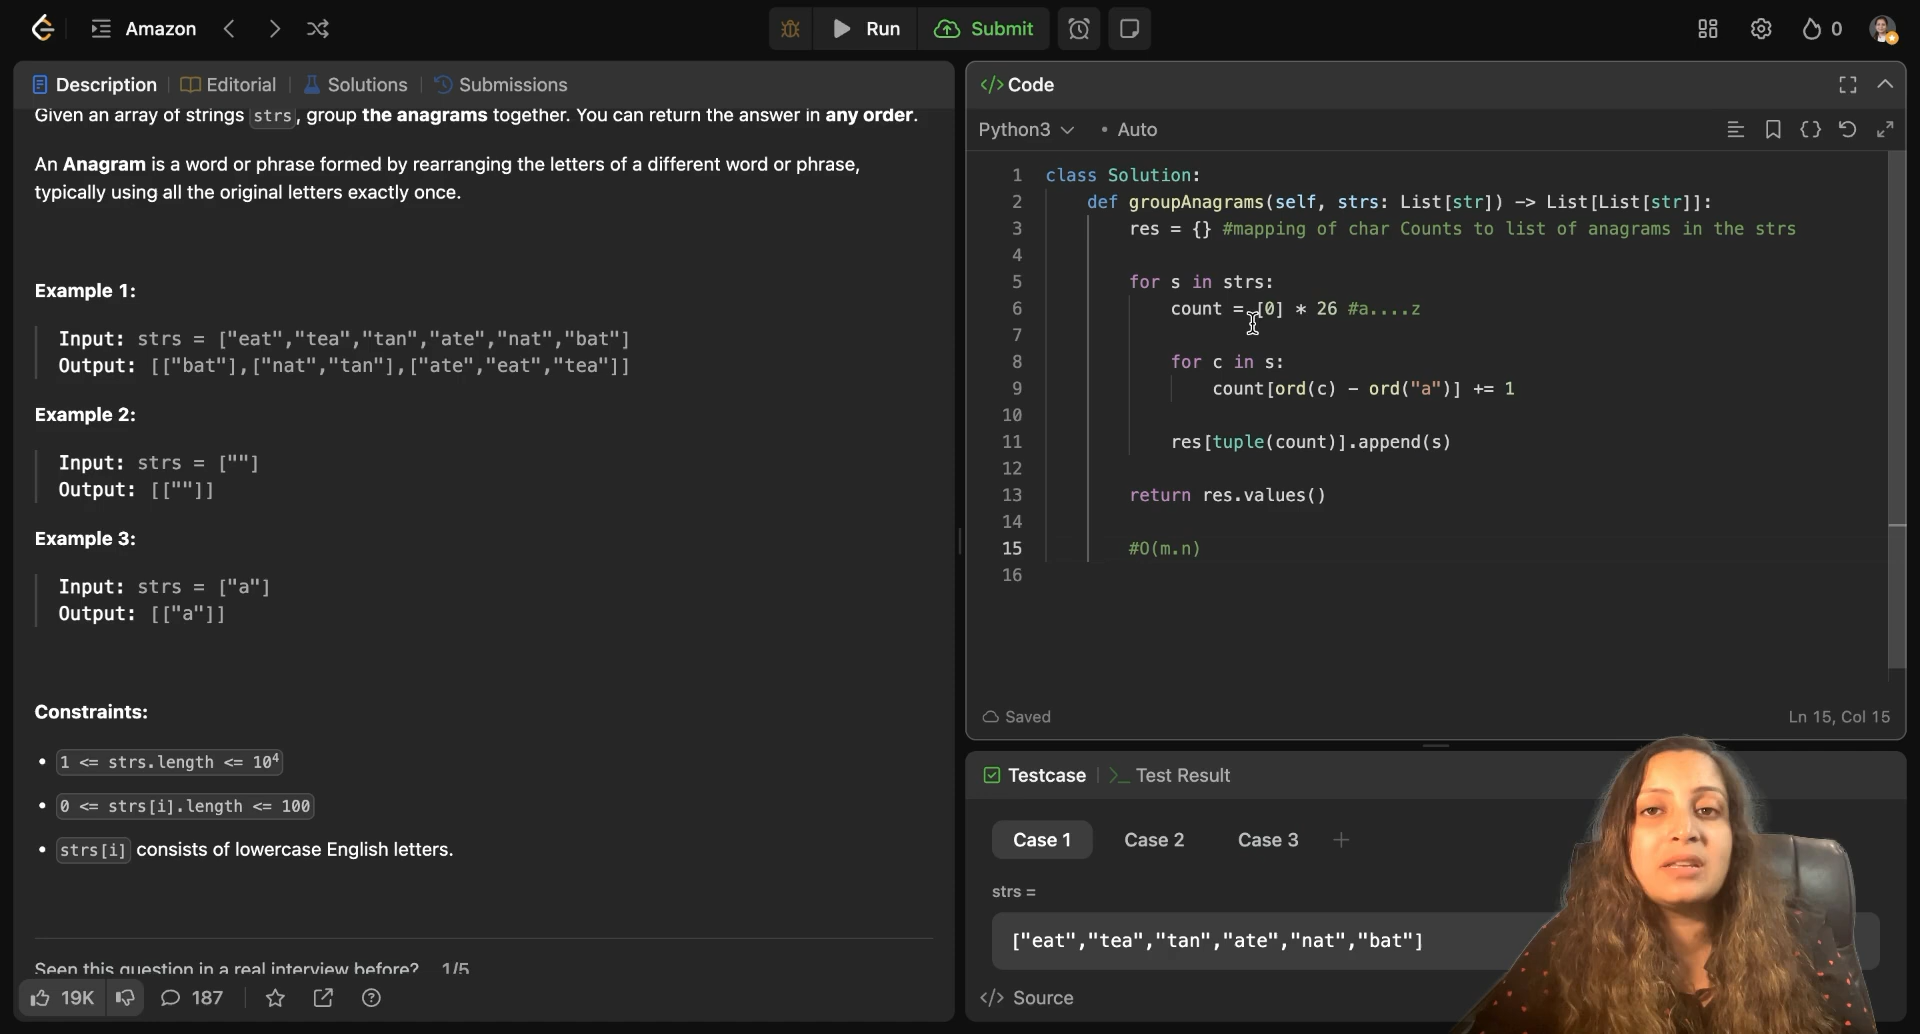 Amazon
Run
Submit
0
Description
Editorial
Solutions
Submissions
Given an array of strings strs, group the anagrams together. You can return the answer in any order.
An Anagram is a word or phrase formed by rearranging the letters of a different word or phrase,
typically using all the original letters exactly once.
Example 1:
Input: strs = ["eat","tea","tan","ate","nat","bat"]
Output: [["bat"],["nat","tan"],["ate","eat","tea"]]
Example 2:
Input: strs = [""]
Output: [[""]]
Example 3:
Input: strs = ["a"]
Output: [["a"]]
Constraints:
• 1 <= strs.length <= 10⁴
• 0 <= strs[i].length <= 100
• strs[i] consists of lowercase English letters.
Seen this question in a real interview before? 1/5
19K
187
</> Code
Python3
• Auto
1 class Solution:
2 def groupAnagrams(self, strs: List[str]) -> List[List[str]]:
3 res = {} #mapping of char Counts to list of anagrams in the strs
4
5 for s in strs:
6 count = [0] * 26 #a....z
7
8 for c in s:
9 count[ord(c) - ord("a")] += 1
10
11 res[tuple(count)].append(s)
12
13 return res.values()
14
15 #O(m.n)
16
Saved
Ln 15, Col 15
Testcase
>_ Test Result
Case 1
Case 2
Case 3
+
strs =
["eat","tea","tan","ate","nat","bat"]
</> Source